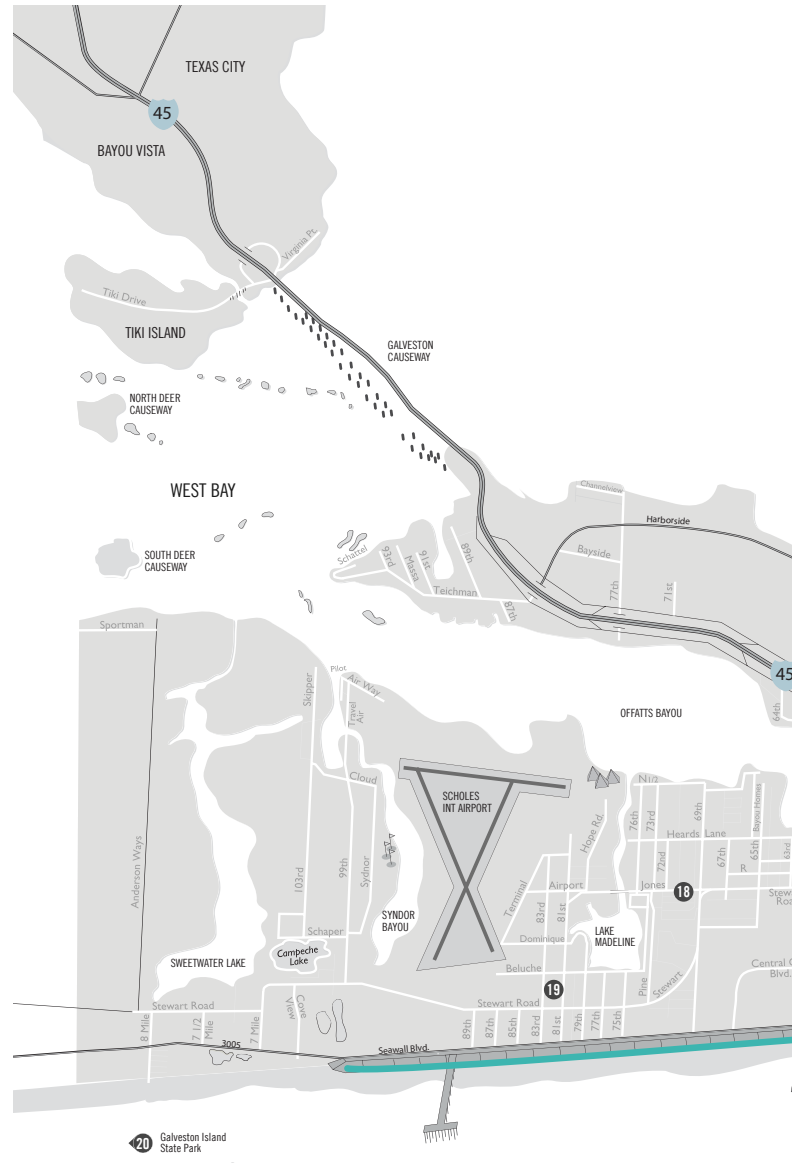 TEXAS CITY
45
BAYOU VISTA
Virginia Pt.
Tiki Drive
TIKI ISLAND
GALVESTON
CAUSEWAY
NORTH DEER
CAUSEWAY
WEST BAY
Channelview
Harborside
SOUTH DEER
CAUSEWAY
Schattel
93rd
Massa
91st
89th
Bayside
Teichman
87th
77th
71st
Sportman
Pilot
Air Way
Skipper
Travel
Air
45
64th
OFFATTS BAYOU
Cloud
SCHOLES
INT AIRPORT
N1/2
Hope Rd.
76th
73rd
69th
Bayou Homes
Heards Lane
Anderson Ways
103rd
99th
Sydnor
72nd
67th
65th
63rd
R
Terminal
Airport
Jones
18
Stew
Roa
83rd
81st
SYNDOR
BAYOU
Schaper
Dominique
LAKE
MADELINE
Campeche
Lake
SWEETWATER LAKE
Beluche
Central C
Blvd.
Pine
Stewart
19
Stewart Road
Cove
View
Stewart Road
8 Mile
7 1/2
Mile
7 Mile
89th
87th
85th
83rd
81st
79th
77th
75th
3005
Seawall Blvd.
20
Galveston Island
State Park